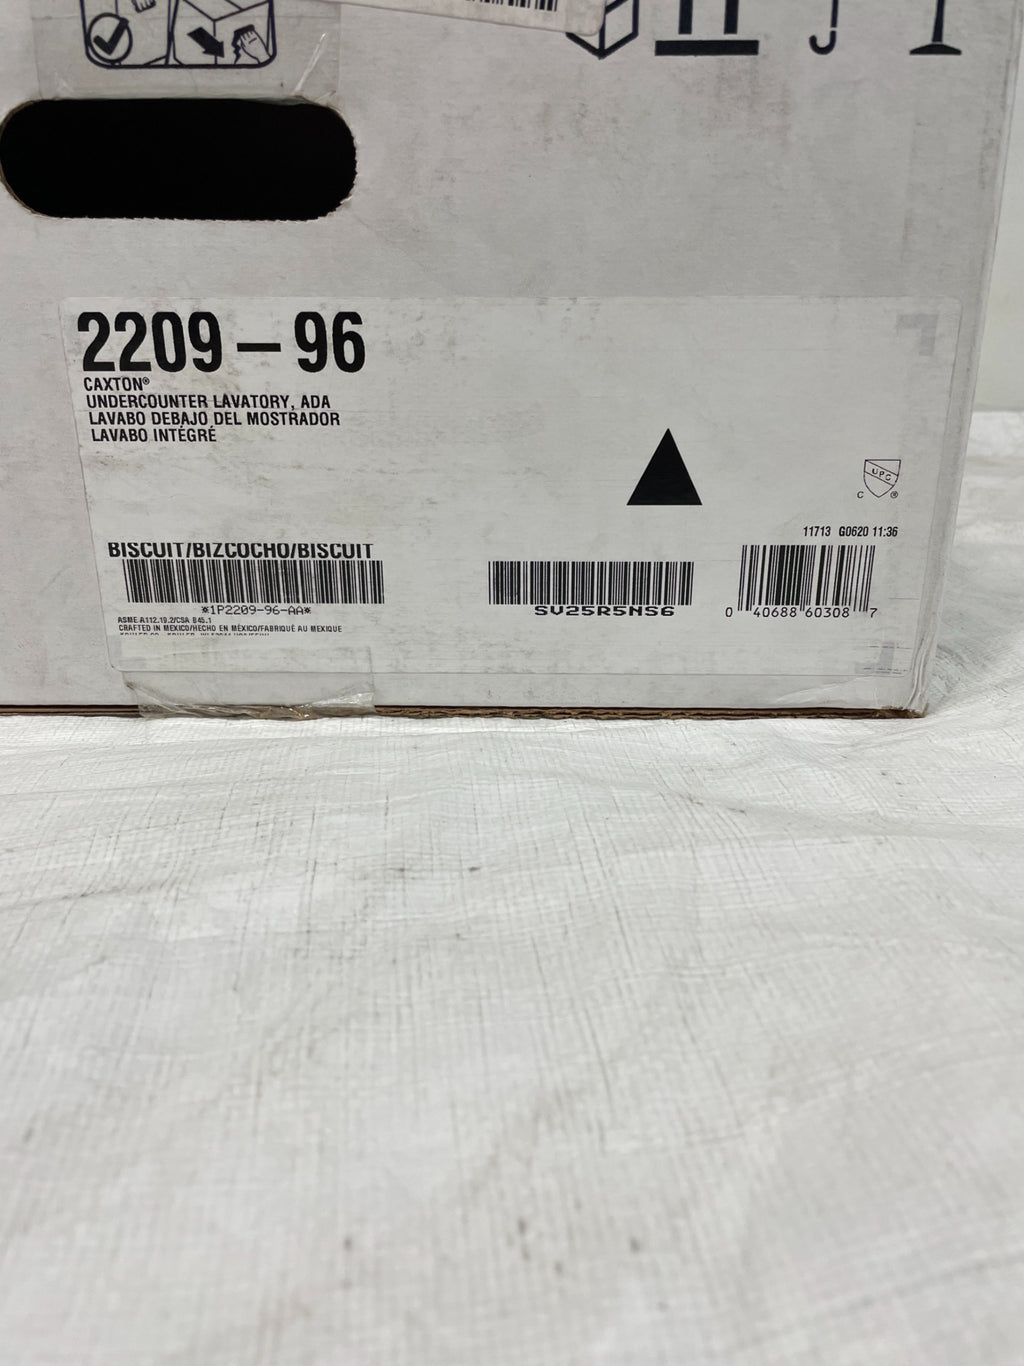 2209-96
CAXTON®
UNDERCOUNTER LAVATORY, ADA
LAVABO DEBAJO DEL MOSTRADOR
LAVABO INTÉGRÉ
UPC
C ®
11713 G0620 11:36
BISCUIT/BIZCOCHO/BISCUIT
*1P2209-96-AA*
SV25R5NS6
0 40688 60308 7
ASME A112.19.2/CSA B45.1
CRAFTED IN MEXICO/HECHO EN MÉXICO/FABRIQUÉ AU MEXIQUE